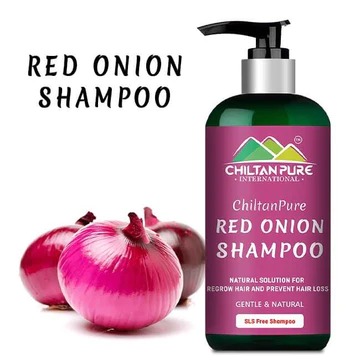 RED ONION
SHAMPOO
TM
CHILTAN PURE
• INTERNATIONAL •
ChiltanPure
RED ONION
SHAMPOO
NATURAL SOLUTION FOR
REGROW HAIR AND PREVENT HAIR LOSS
GENTLE & NATURAL
SLS Free Shampoo